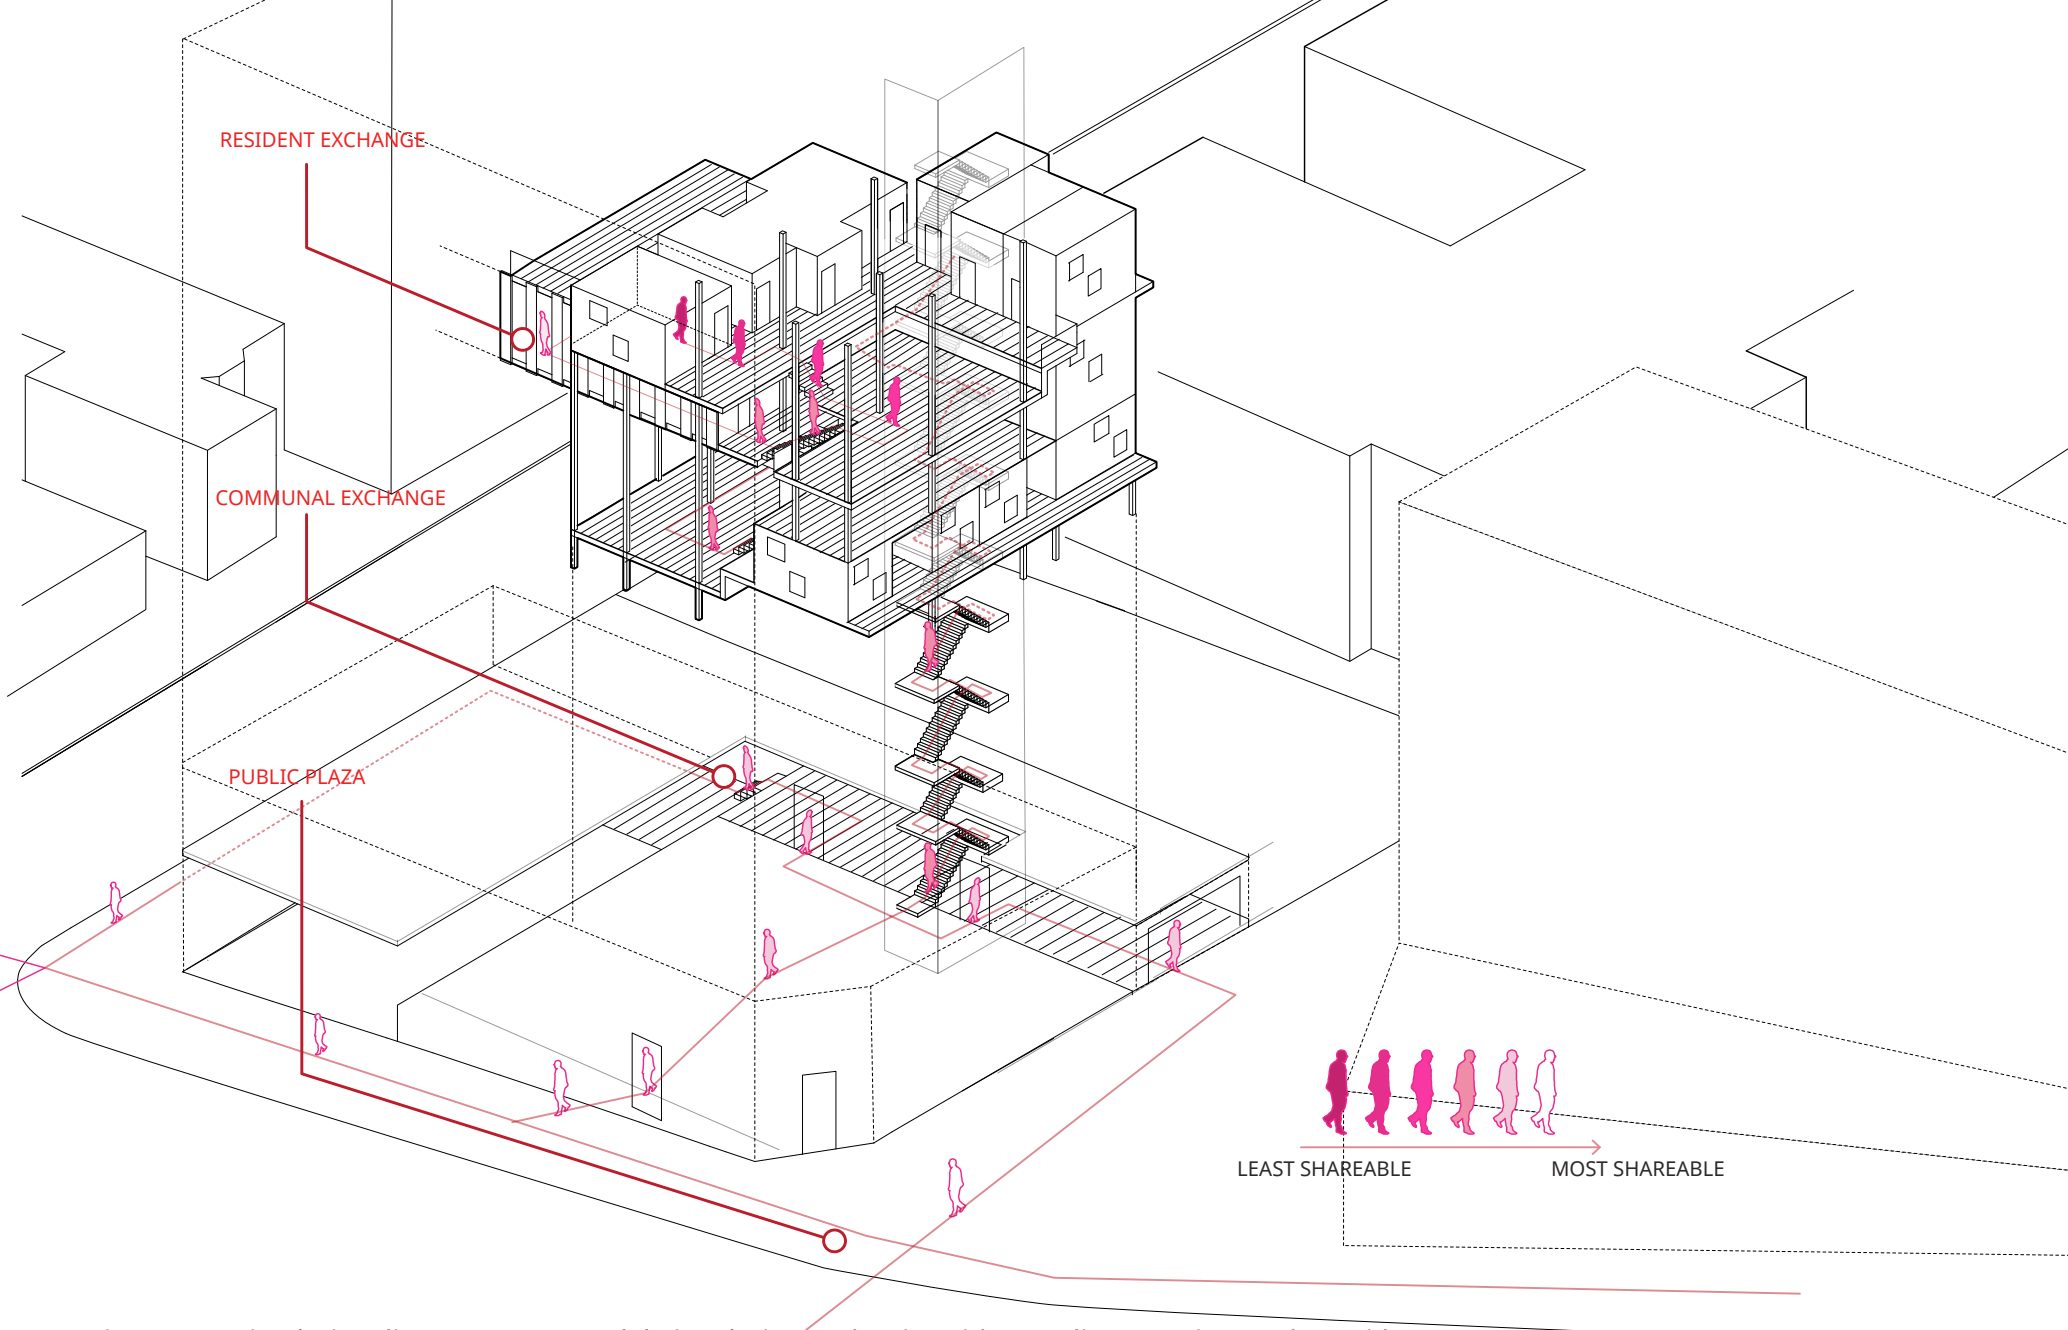 RESIDENT EXCHANGE
COMMUNAL EXCHANGE
PUBLIC PLAZA
LEAST SHAREABLE
MOST SHAREABLE